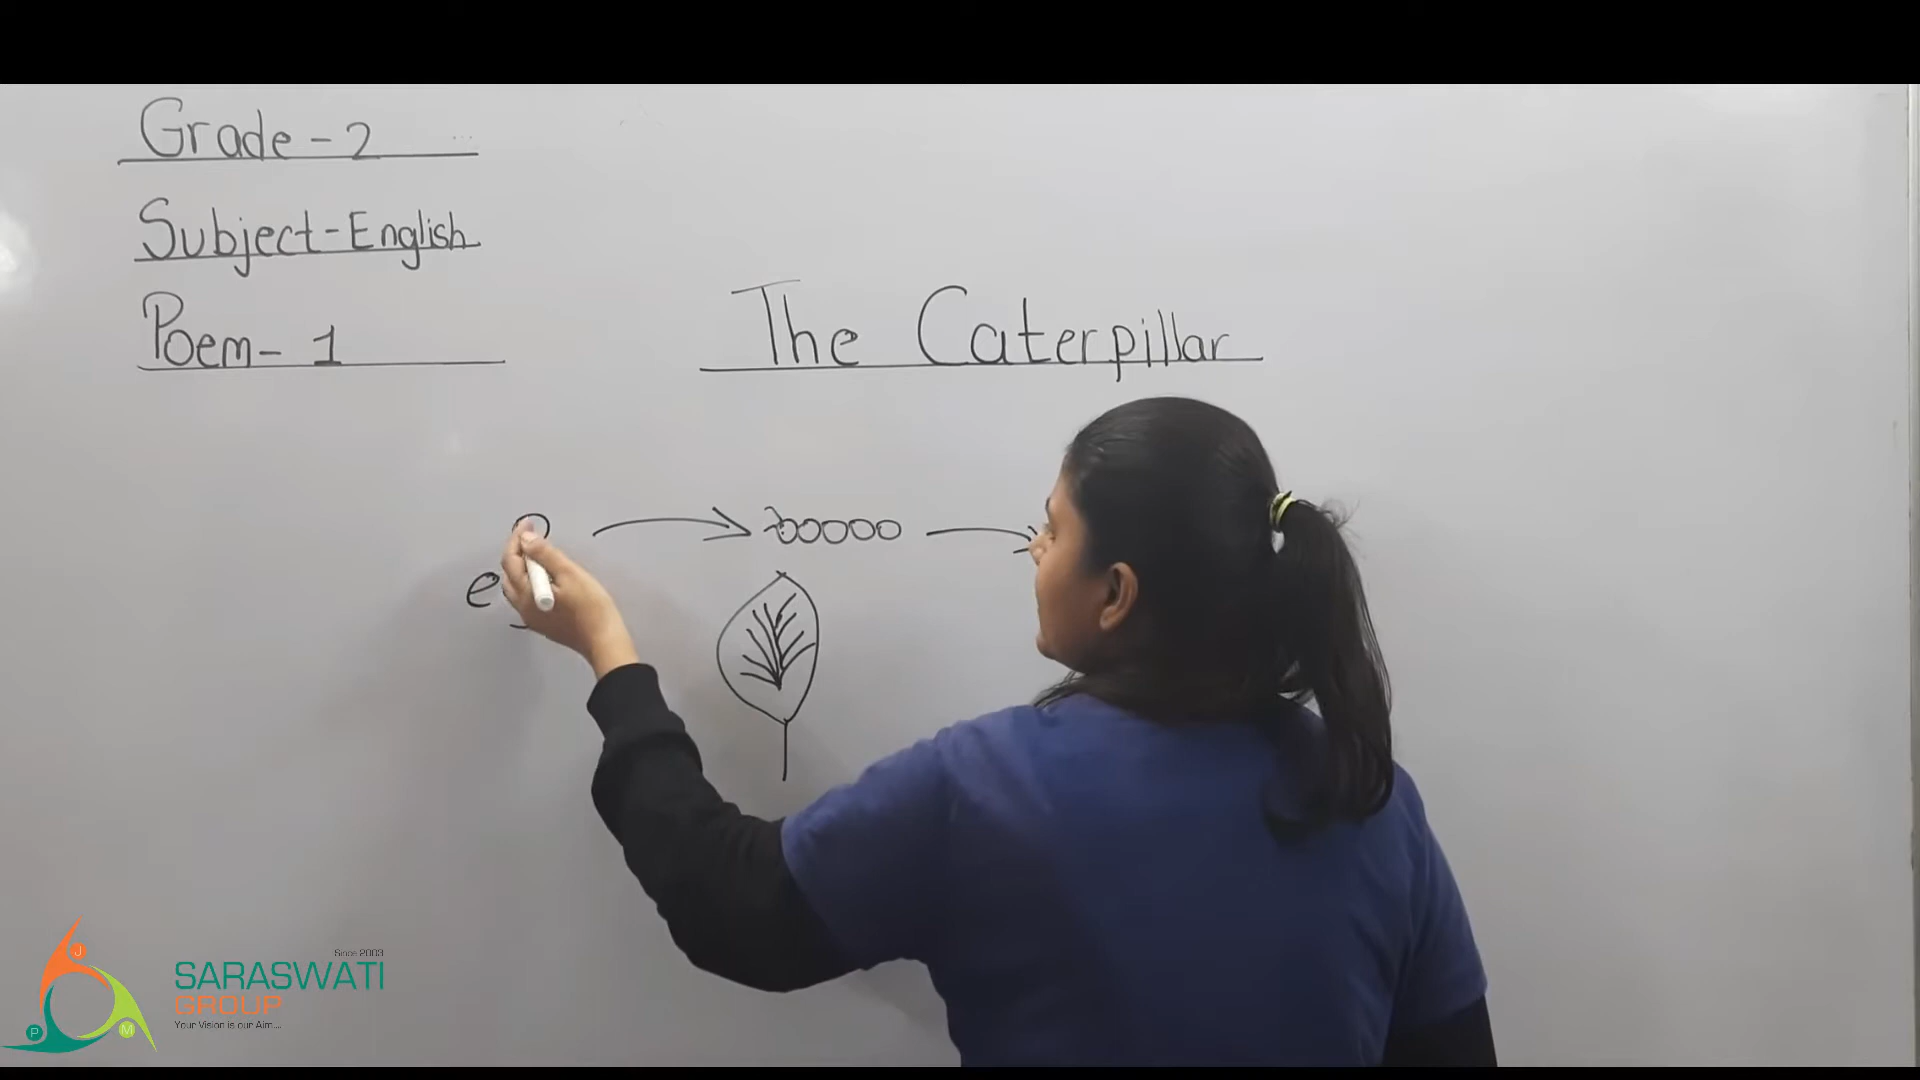 Grade - 2
Subject - English
Poem - 1
The Caterpillar
Since 2003
SARASWATI
GROUP
Your Vision is our Aim....
J
P
M